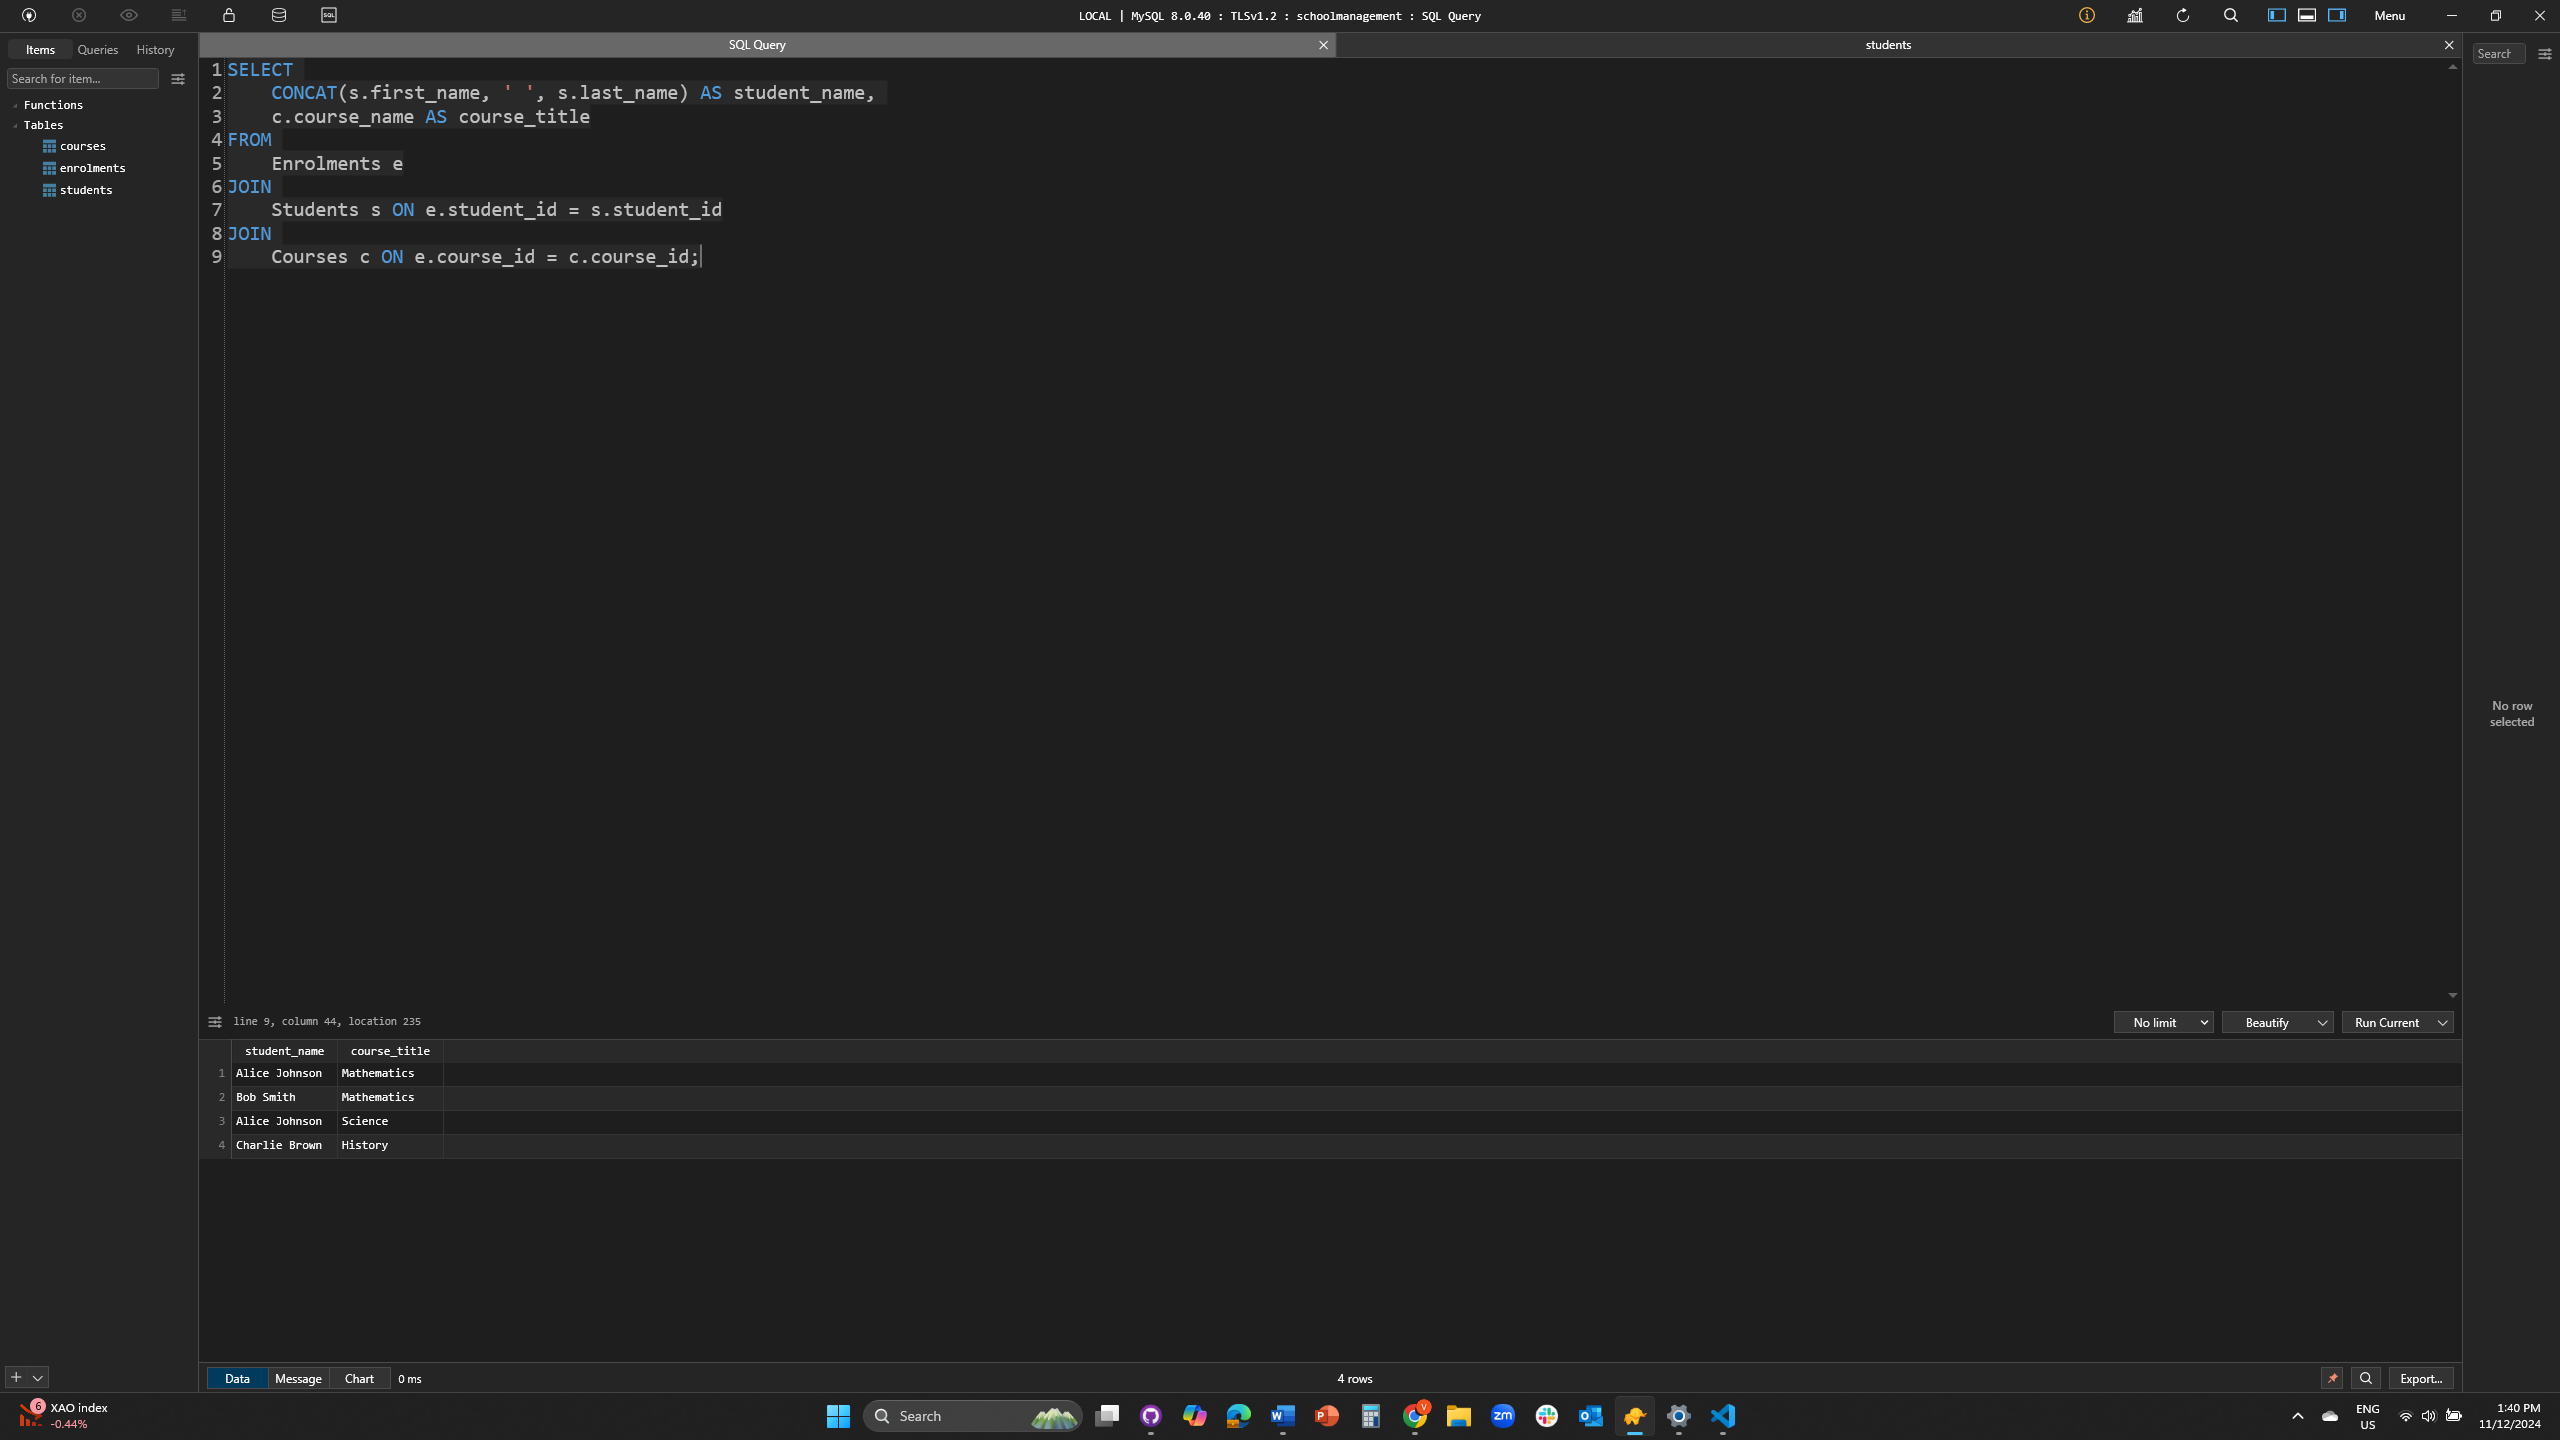 LOCAL | MySQL 8.0.40 : TLSv1.2 : schoolmanagement : SQL Query
SQL
Menu
Items Queries History
Search for item...
Functions
Tables
courses
enrolments
students
SQL Query
students
Search
1 SELECT
2 CONCAT(s.first_name, ' ', s.last_name) AS student_name,
3 c.course_name AS course_title
4 FROM
5 Enrolments e
6 JOIN
7 Students s ON e.student_id = s.student_id
8 JOIN
9 Courses c ON e.course_id = c.course_id;
No row
selected
line 9, column 44, location 235
No limit
Beautify
Run Current
student_name course_title
1 Alice Johnson Mathematics
2 Bob Smith Mathematics
3 Alice Johnson Science
4 Charlie Brown History
Data Message Chart 0 ms
4 rows
Export...
6
XAO index
-0.44%
Search
W
P
V
zm
ENG
US
1:40 PM
11/12/2024